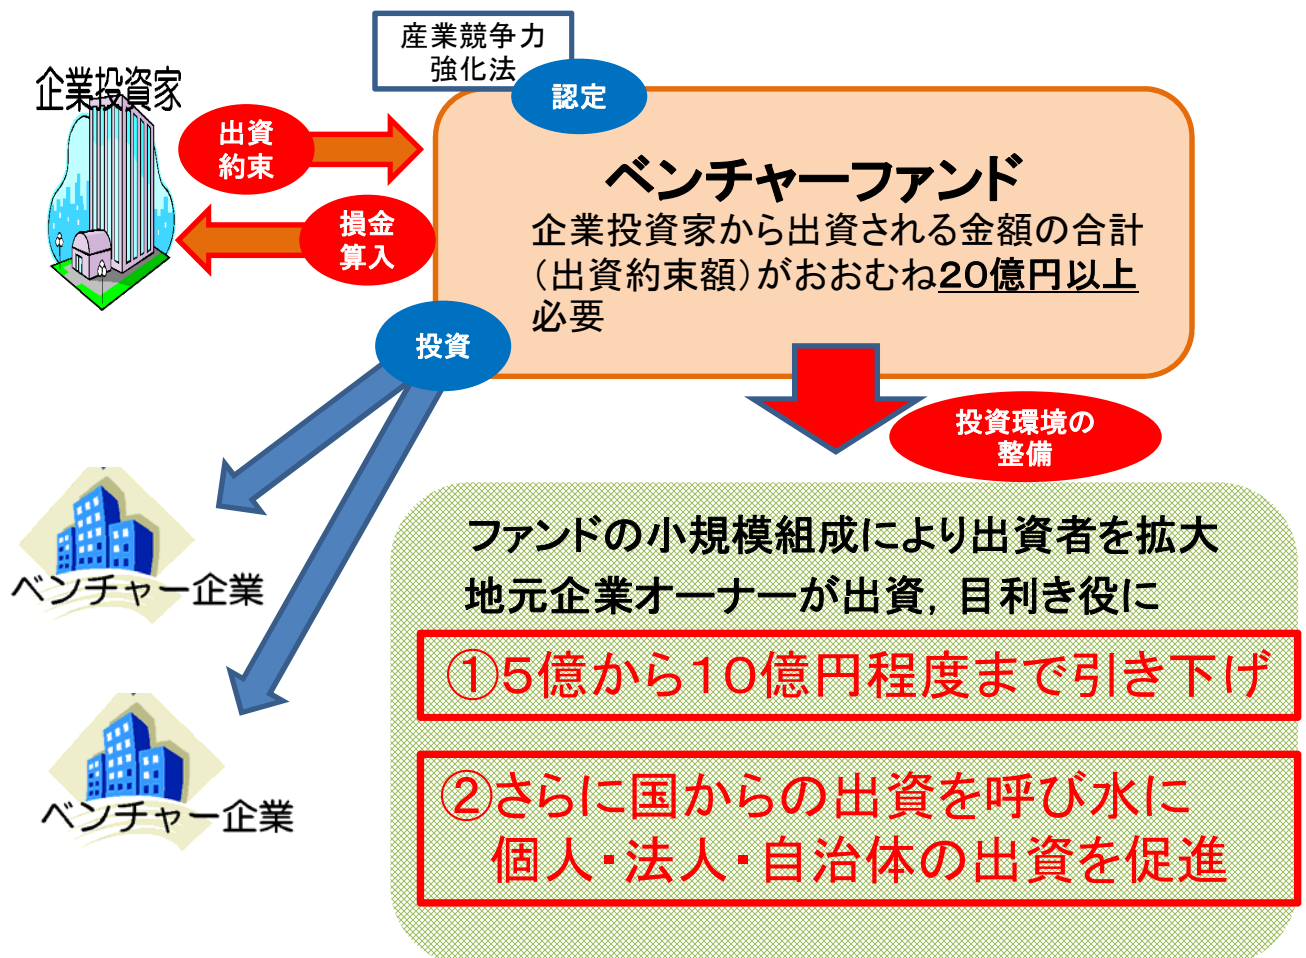 産業競争力
強化法
認定
企業投資家
出資
約束
損金
算入
ベンチャーファンド
企業投資家から出資される金額の合計
（出資約束額）がおおむね20億円以上
必要
投資
投資環境の
整備
ベンチャー企業
ベンチャー企業
ファンドの小規模組成により出資者を拡大
地元企業オーナーが出資，目利き役に
①５億から１０億円程度まで引き下げ
②さらに国からの出資を呼び水に
個人・法人・自治体の出資を促進